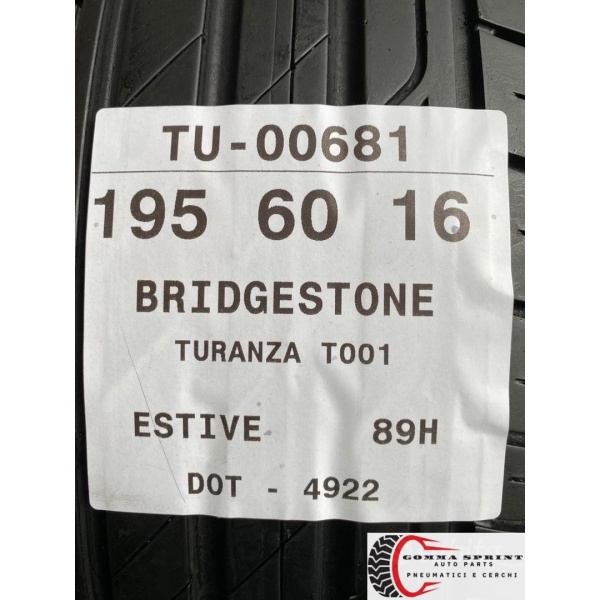 TU-00681
195 60 16
BRIDGESTONE
TURANZA T001
ESTIVE 89H
DOT - 4922
GOMMA SPRINT
AUTO PARTS
PNEUMATICI E CERCHI